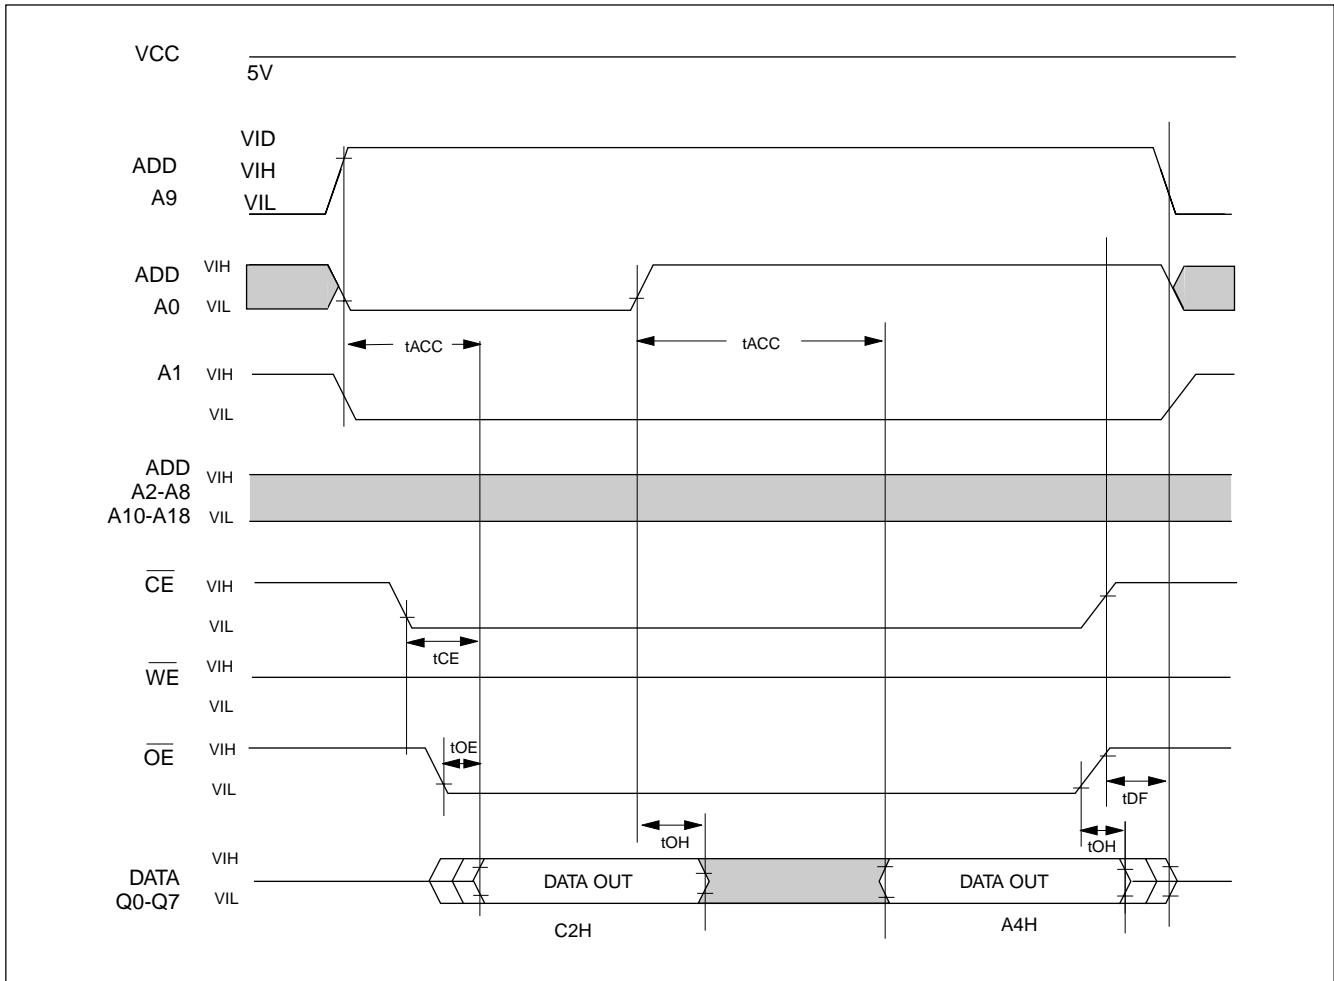 VCC
5V
VID
ADD
VIH
A9
VIL
ADD
VIH
A0
VIL
tACC
tACC
A1
VIH
VIL
ADD
VIH
A2-A8
A10-A18
VIL
CE
VIH
VIL
tCE
WE
VIH
VIL
OE
VIH
tOE
VIL
tDF
tOH
tOH
VIH
DATA
DATA OUT
DATA OUT
Q0-Q7
VIL
C2H
A4H